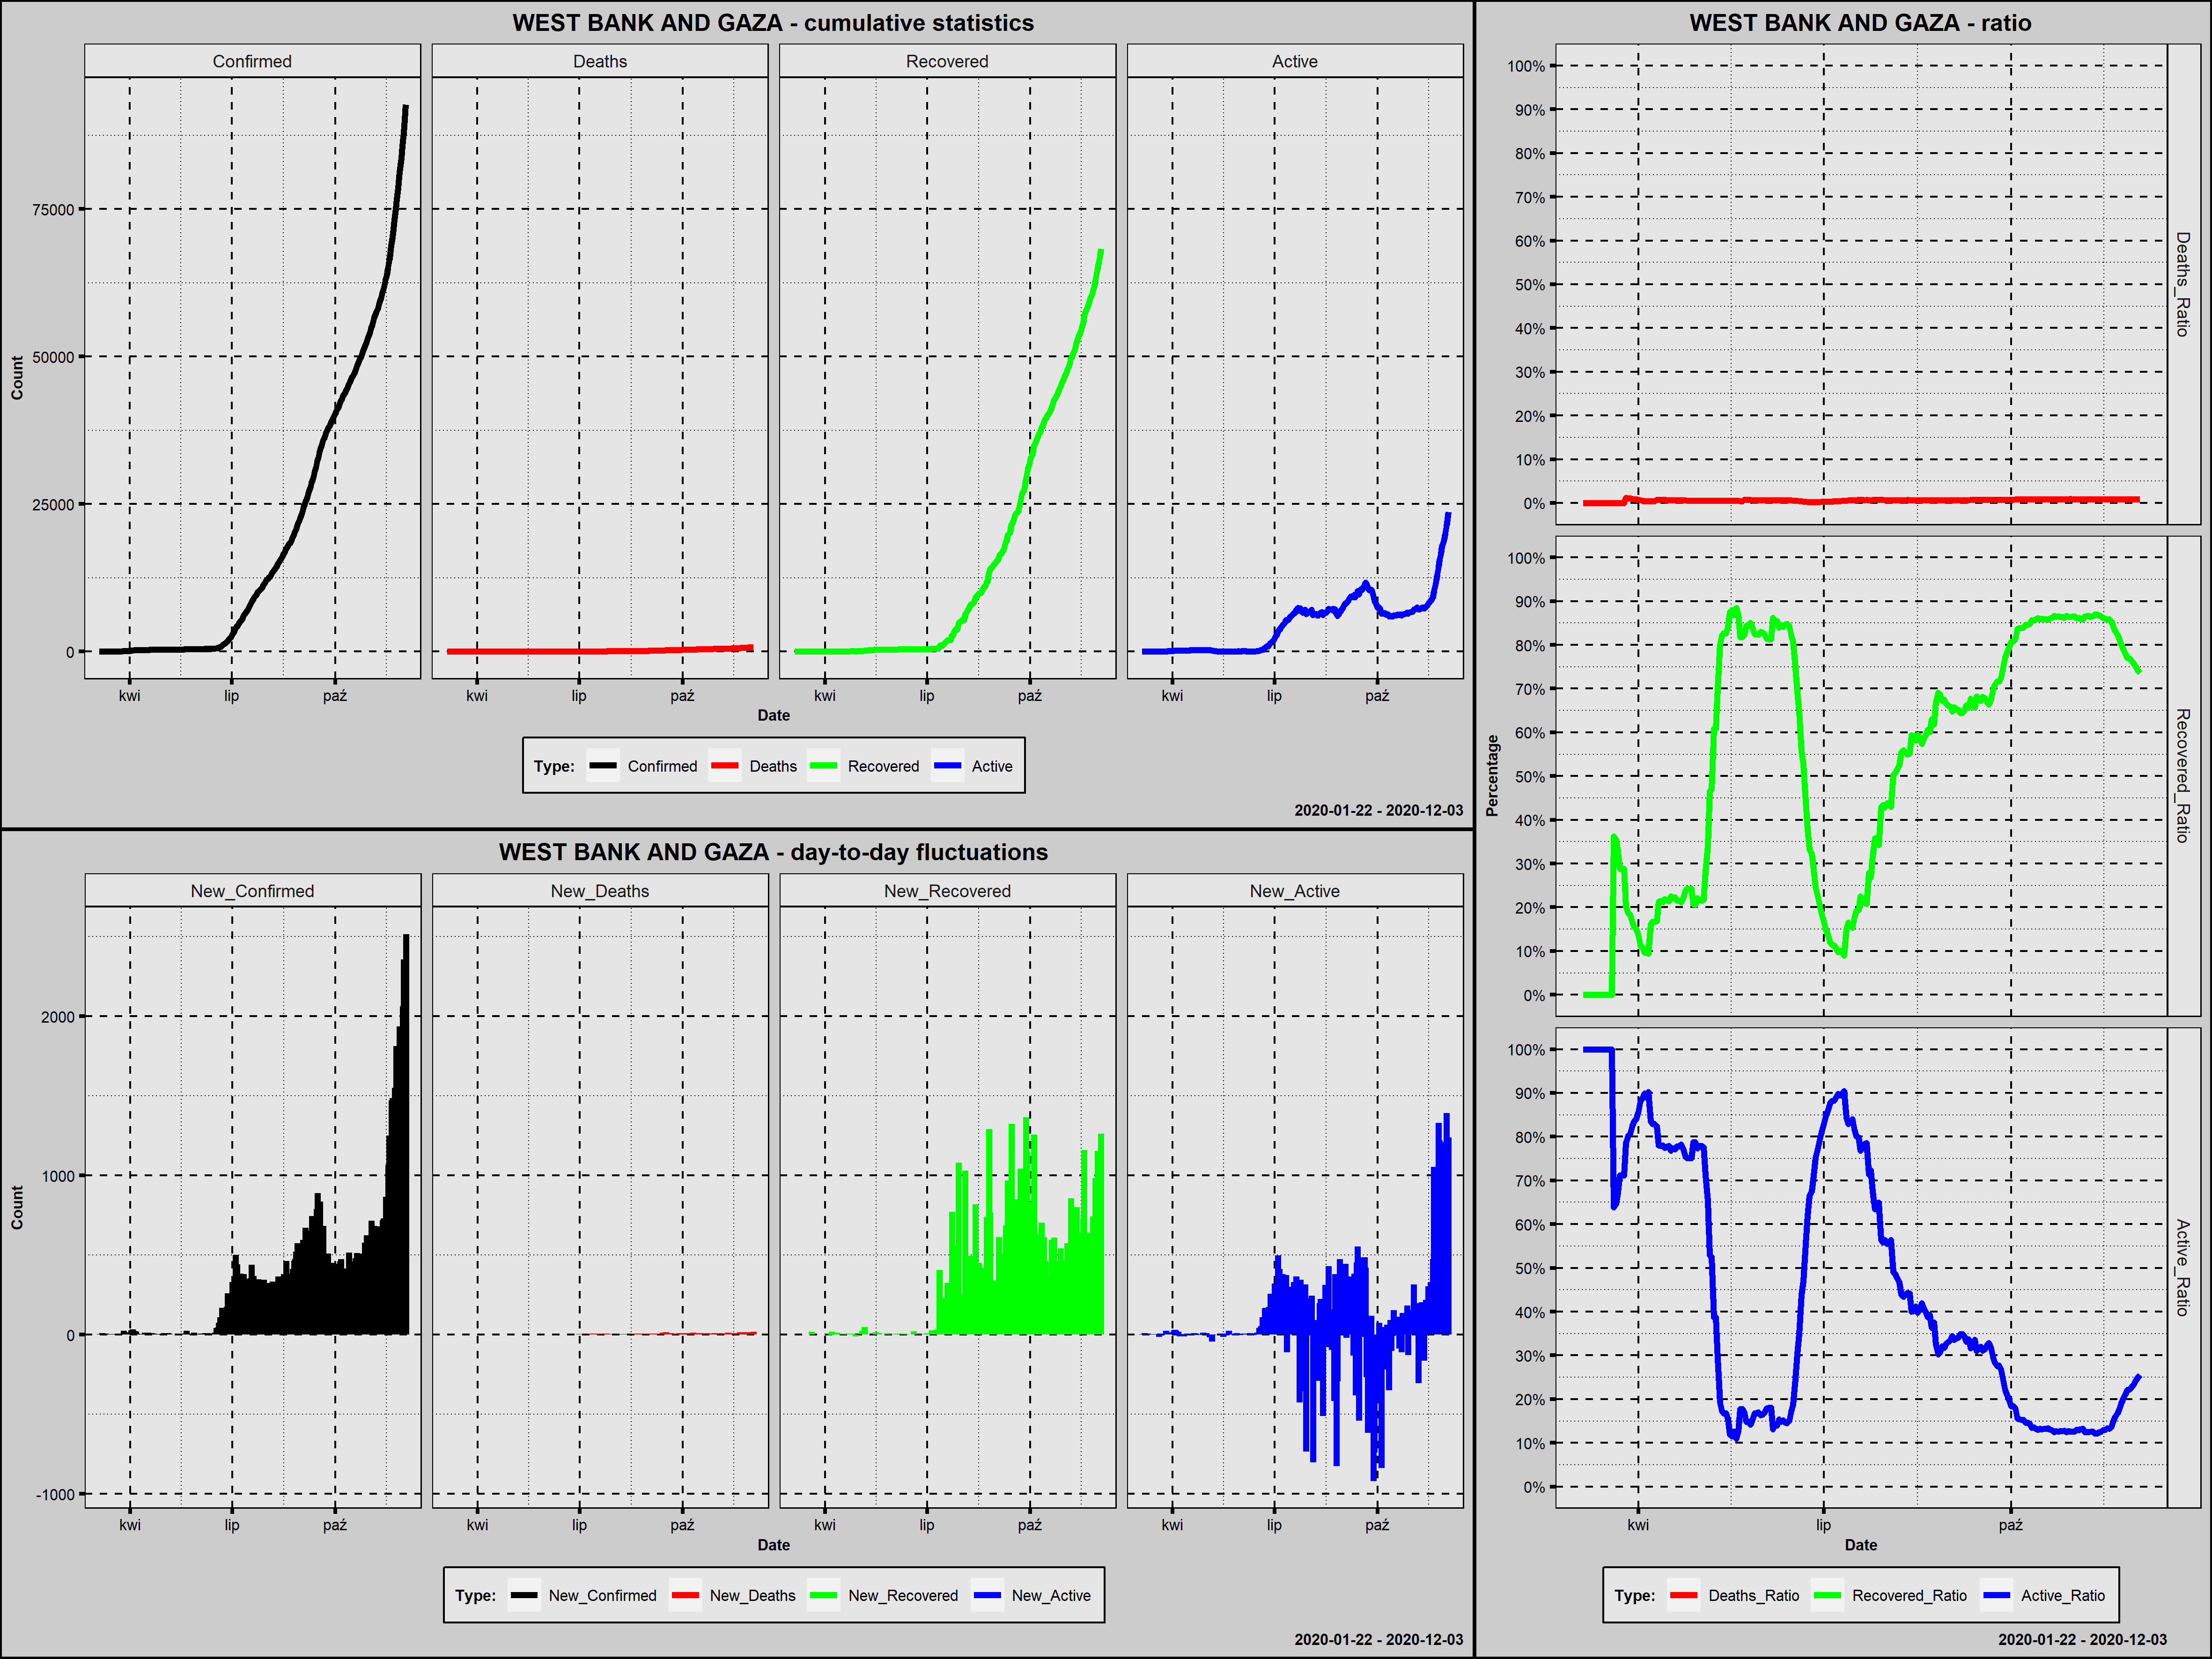 WEST BANK AND GAZA - cumulative statistics
Confirmed Deaths Recovered Active
Count
75000
50000
25000
0
kwi lip paź kwi lip paź kwi lip paź kwi lip paź
Date
Type: Confirmed Deaths Recovered Active
2020-01-22 - 2020-12-03
WEST BANK AND GAZA - day-to-day fluctuations
New_Confirmed New_Deaths New_Recovered New_Active
Count
2000
1000
0
-1000
kwi lip paź kwi lip paź kwi lip paź kwi lip paź
Date
Type: New_Confirmed New_Deaths New_Recovered New_Active
2020-01-22 - 2020-12-03
WEST BANK AND GAZA - ratio
Percentage
100%
90%
80%
70%
60%
50%
40%
30%
20%
10%
0%
Deaths_Ratio
100%
90%
80%
70%
60%
50%
40%
30%
20%
10%
0%
Recovered_Ratio
100%
90%
80%
70%
60%
50%
40%
30%
20%
10%
0%
Active_Ratio
kwi lip paź
Date
Type: Deaths_Ratio Recovered_Ratio Active_Ratio
2020-01-22 - 2020-12-03